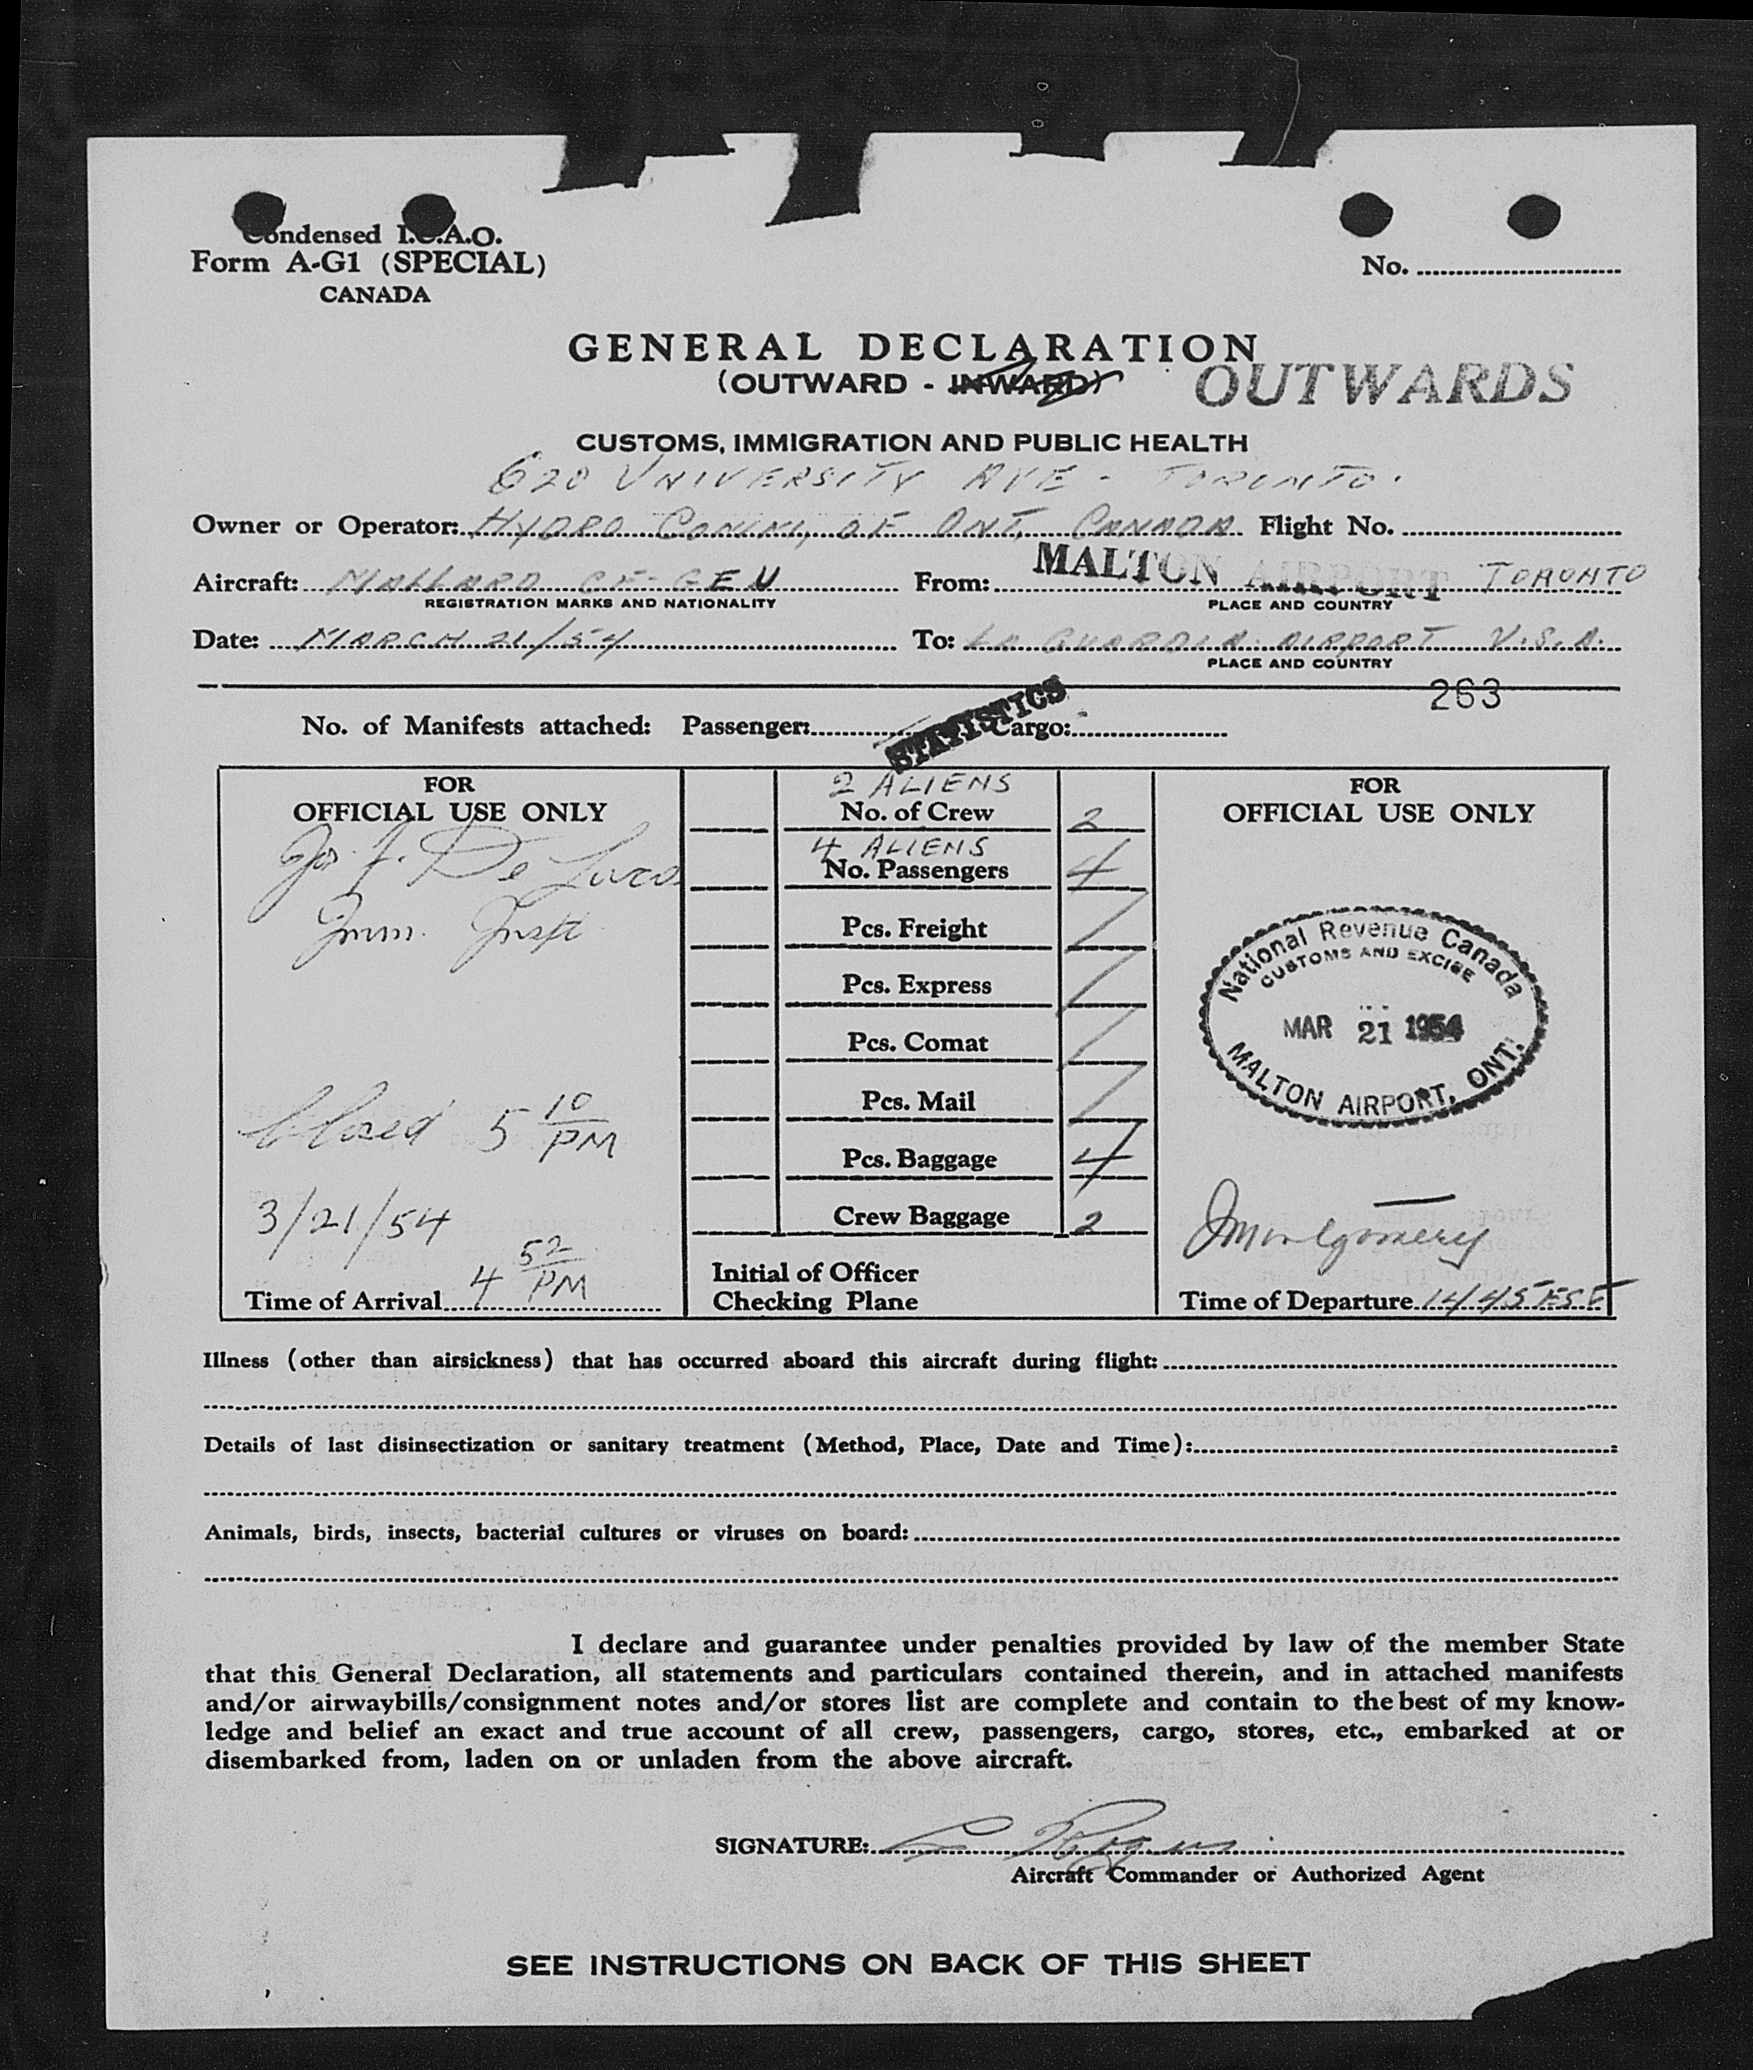 Condensed I.C.A.O.
Form A-G1 (SPECIAL)
CANADA
No.
GENERAL DECLARATION
(OUTWARD - INWARD)
OUTWARDS
CUSTOMS, IMMIGRATION AND PUBLIC HEALTH
620 UNIVERSITY AVE - TORONTO.
Owner or Operator: HYDRO COMM, OF ONT, CANADA Flight No.
Aircraft: MALLARD CF-GEV From: MALTON AIRPORT TORONTO
REGISTRATION MARKS AND NATIONALITY PLACE AND COUNTRY
Date: MARCH 21/54 To: LA GUARDIA AIRPORT U.S.A.
PLACE AND COUNTRY
263
No. of Manifests attached: Passenger: Cargo:
STATISTICS
FOR
OFFICIAL USE ONLY
Jos. F. De Luca
Imm. Inspt
Closed 5 10 PM
3/21/54
4 52 PM
Time of Arrival
2 ALIENS
No. of Crew 2
4 ALIENS
No. Passengers 4
Pcs. Freight
Pcs. Express
Pcs. Comat
Pcs. Mail
Pcs. Baggage 4
Crew Baggage 2
Initial of Officer
Checking Plane
FOR
OFFICIAL USE ONLY
National Revenue Canada
CUSTOMS AND EXCISE
MAR 21 1954
MALTON AIRPORT, ONT.
Montgomery
Time of Departure 1445 EST
Illness (other than airsickness) that has occurred aboard this aircraft during flight:
Details of last disinsectization or sanitary treatment (Method, Place, Date and Time):
Animals, birds, insects, bacterial cultures or viruses on board:
I declare and guarantee under penalties provided by law of the member State
that this General Declaration, all statements and particulars contained therein, and in attached manifests
and/or airwaybills/consignment notes and/or stores list are complete and contain to the best of my know-
ledge and belief an exact and true account of all crew, passengers, cargo, stores, etc., embarked at or
disembarked from, laden on or unladen from the above aircraft.
SIGNATURE:
Aircraft Commander or Authorized Agent
SEE INSTRUCTIONS ON BACK OF THIS SHEET